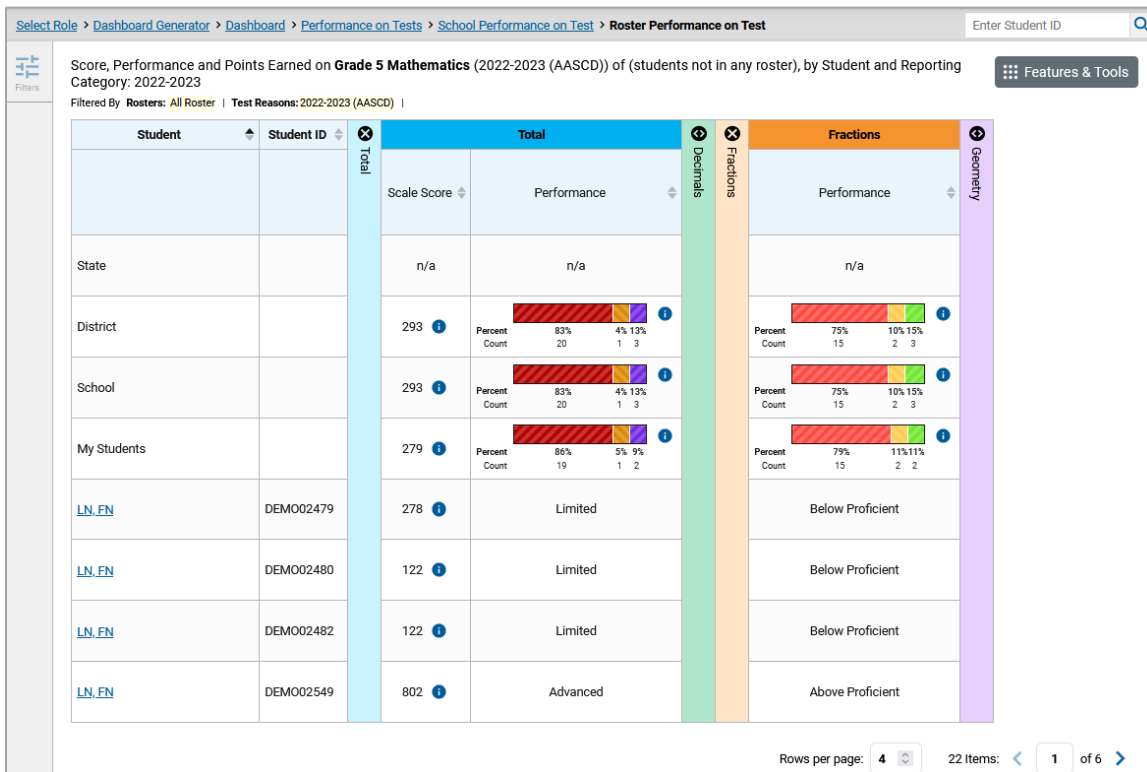 Select Role > Dashboard Generator > Dashboard > Performance on Tests > School Performance on Test > Roster Performance on Test
Enter Student ID
Filters
Score, Performance and Points Earned on Grade 5 Mathematics (2022-2023 (AASCD)) of (students not in any roster), by Student and Reporting
Category: 2022-2023
Features & Tools
Filtered By Rosters: All Roster | Test Reasons: 2022-2023 (AASCD) |
Student Student ID Total Total Decimals Fractions Fractions Geometry
Scale Score Performance Performance
State n/a n/a n/a
District 293
Percent 83% 4% 13%
Count 20 1 3
Percent 75% 10% 15%
Count 15 2 3
School 293
Percent 83% 4% 13%
Count 20 1 3
Percent 75% 10% 15%
Count 15 2 3
My Students 279
Percent 86% 5% 9%
Count 19 1 2
Percent 79% 11% 11%
Count 15 2 2
LN, FN DEMO02479 278 Limited Below Proficient
LN, FN DEMO02480 122 Limited Below Proficient
LN, FN DEMO02482 122 Limited Below Proficient
LN, FN DEMO02549 802 Advanced Above Proficient
Rows per page: 4 22 Items: 1 of 6